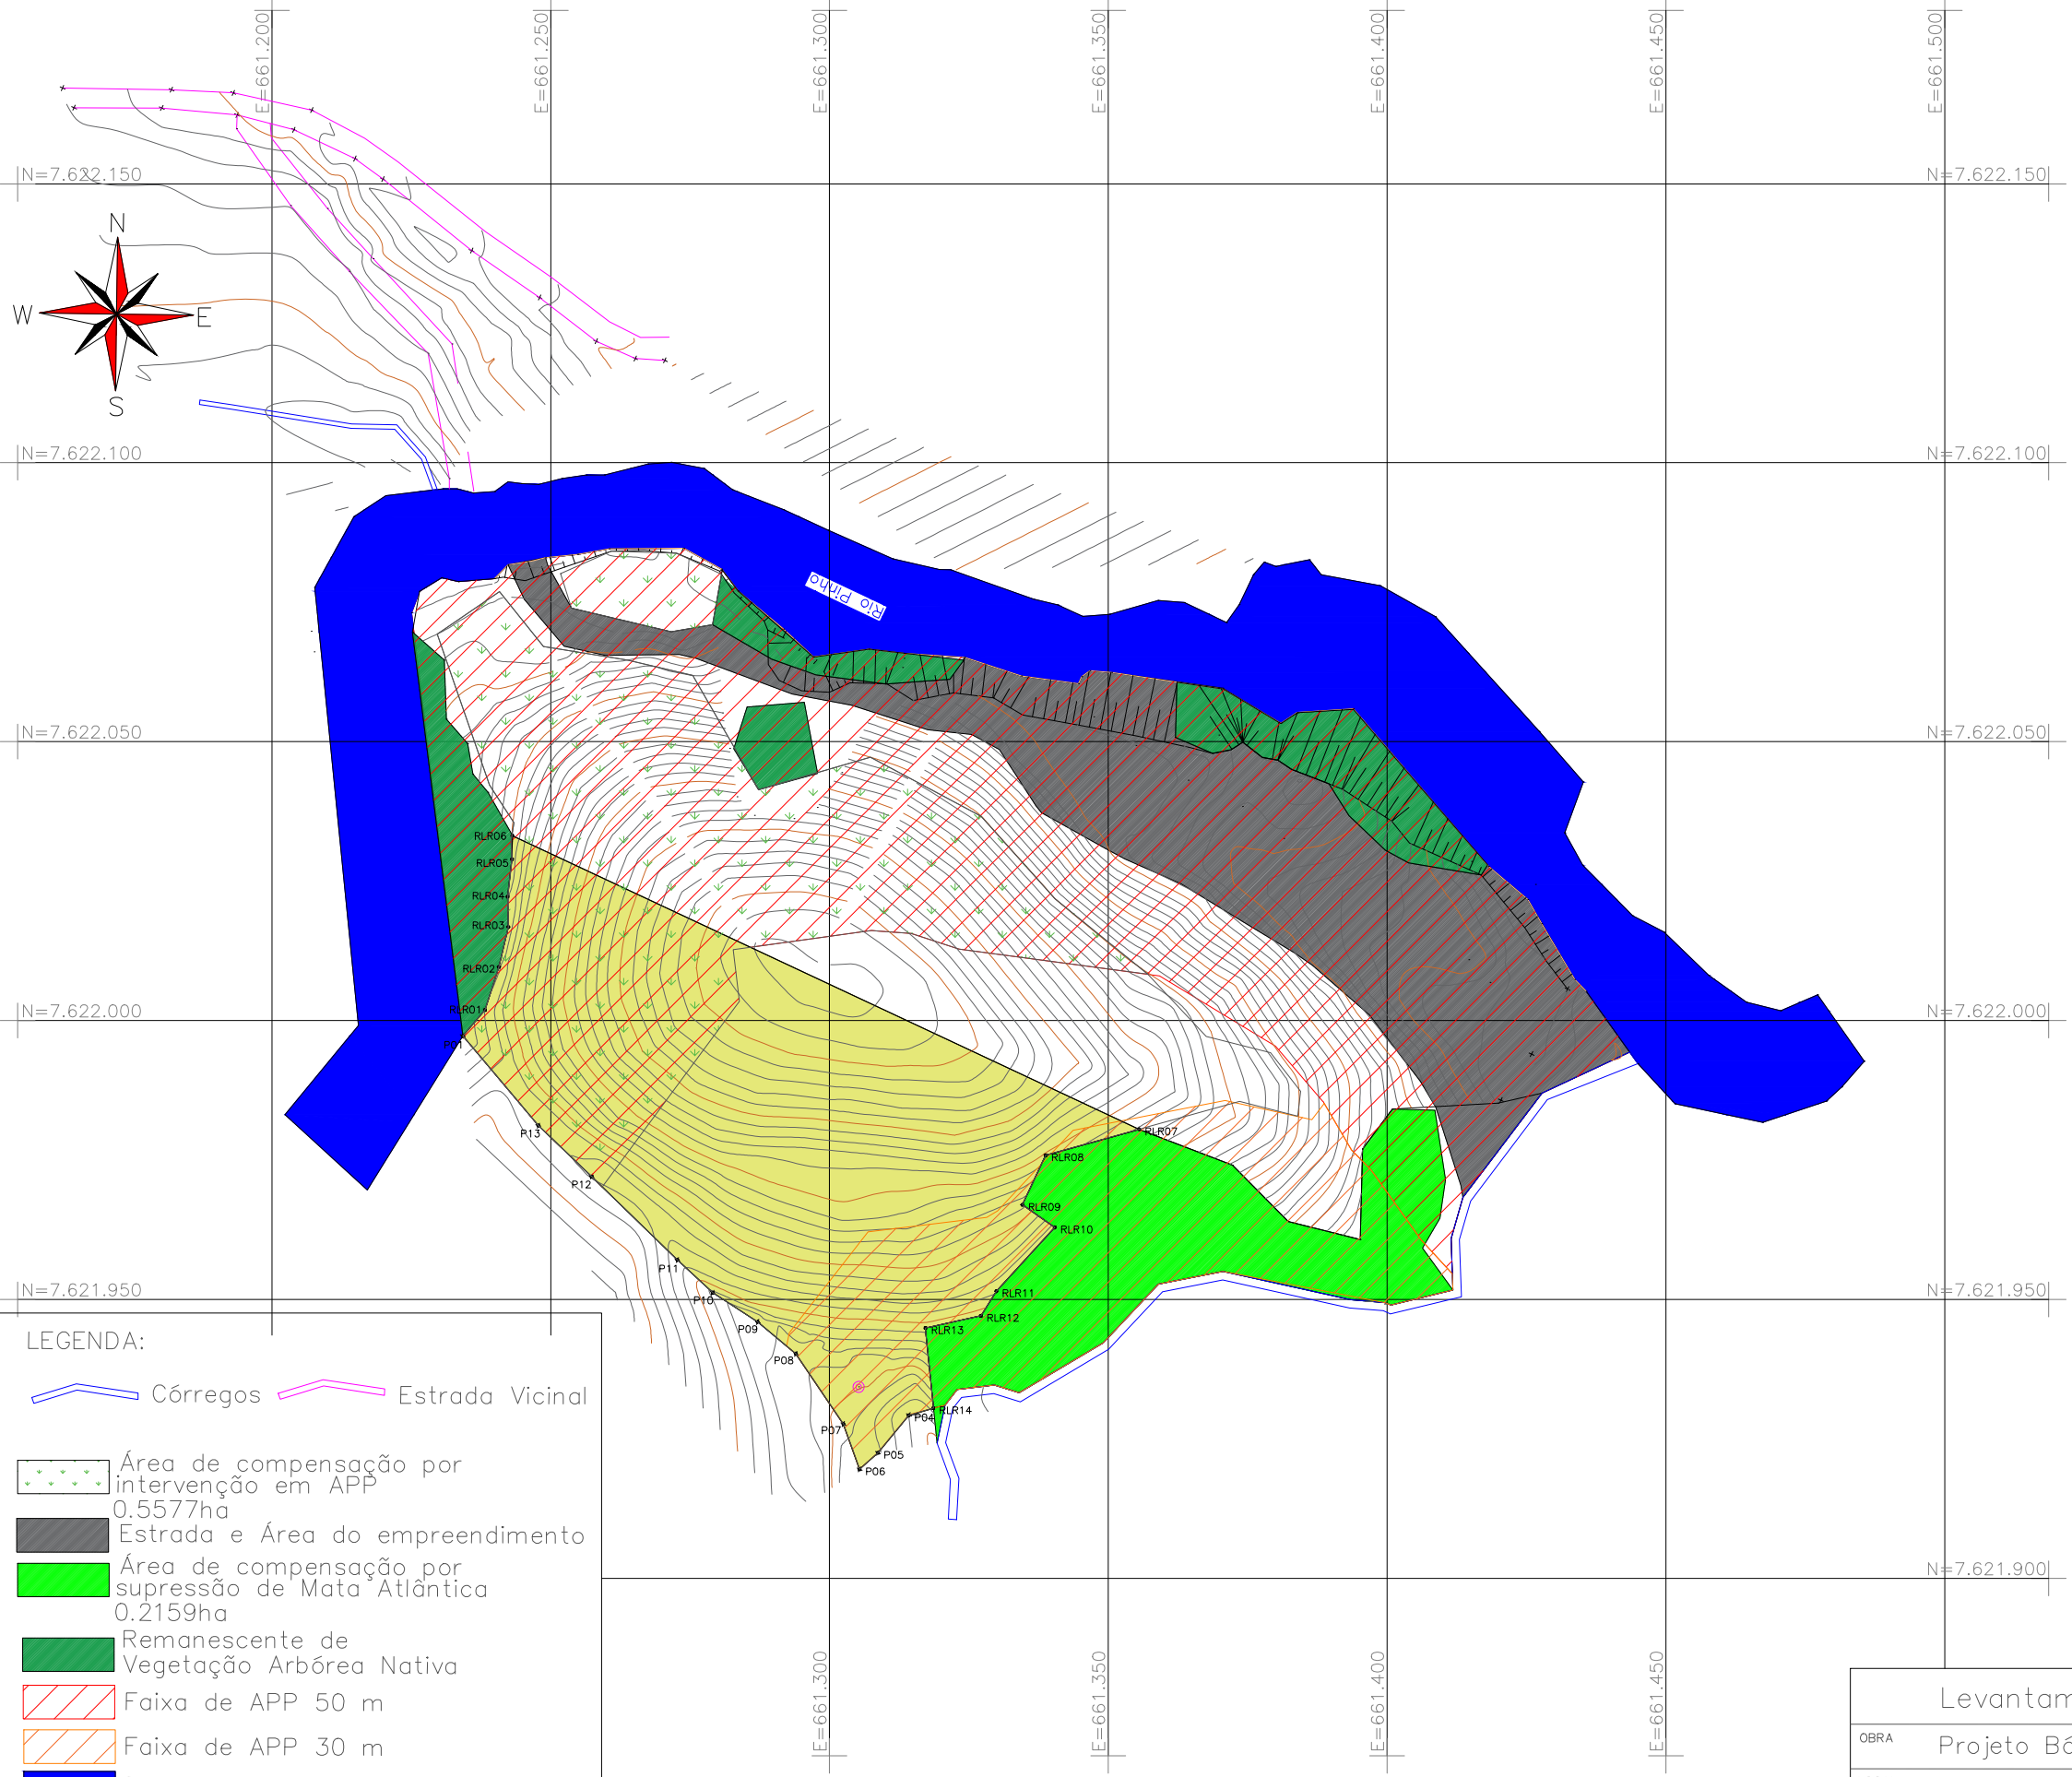 E=661.200
E=661.250
E=661.300
E=661.350
E=661.400
E=661.450
E=661.500
N=7.622.150
N=7.622.150
N
W
E
S
N=7.622.100
N=7.622.100
Rio Pinho
N=7.622.050
N=7.622.050
RLR06
RLR05
RLR04
RLR03
RLR02
RLR01
N=7.622.000
N=7.622.000
P01
P13
RLR07
RLR08
P12
RLR09
RLR10
P11
RLR11
P10
N=7.621.950
N=7.621.950
RLR12
P09
RLR13
P08
RLR14
P04
P07
P05
P06
LEGENDA:
Córregos
Estrada Vicinal
Área de compensação por
intervenção em APP
0.5577ha
Estrada e Área do empreendimento
Área de compensação por
supressão de Mata Atlântica
0.2159ha
Remanescente de
Vegetação Arbórea Nativa
Faixa de APP 50 m
Faixa de APP 30 m
N=7.621.900
E=661.300
E=661.350
E=661.400
E=661.450
Levantam
OBRA
Projeto Bá